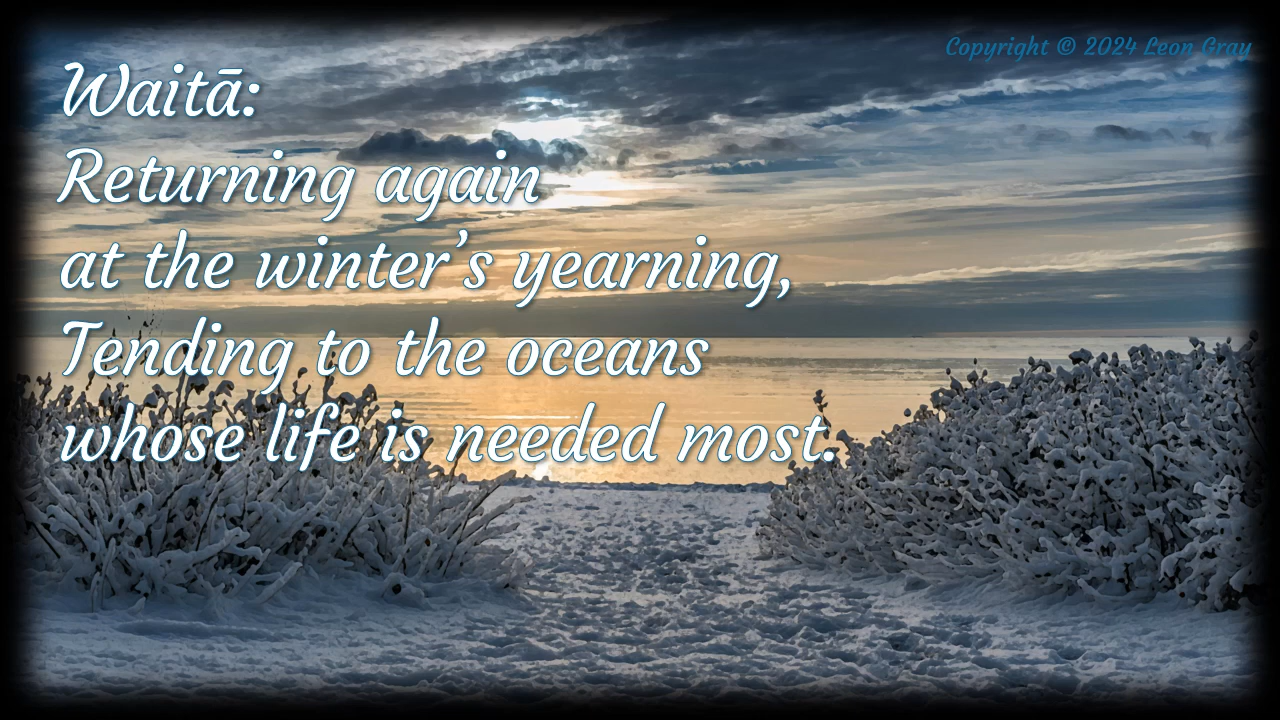 Copyright © 2024 Leon Gray
Waitā:
Returning again
at the winter’s yearning,
Tending to the oceans
whose life is needed most.